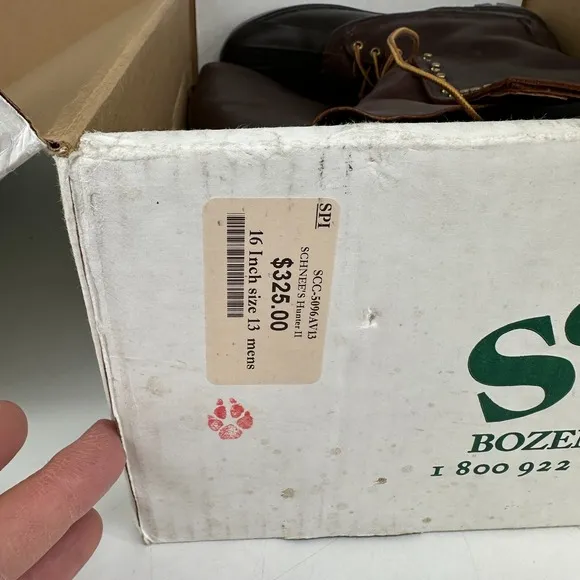 SPI
SCC-5096AV13
SCHNEE'S Hunter II
$325.00
16 Inch size 13 mens
BOZE
1 800 922